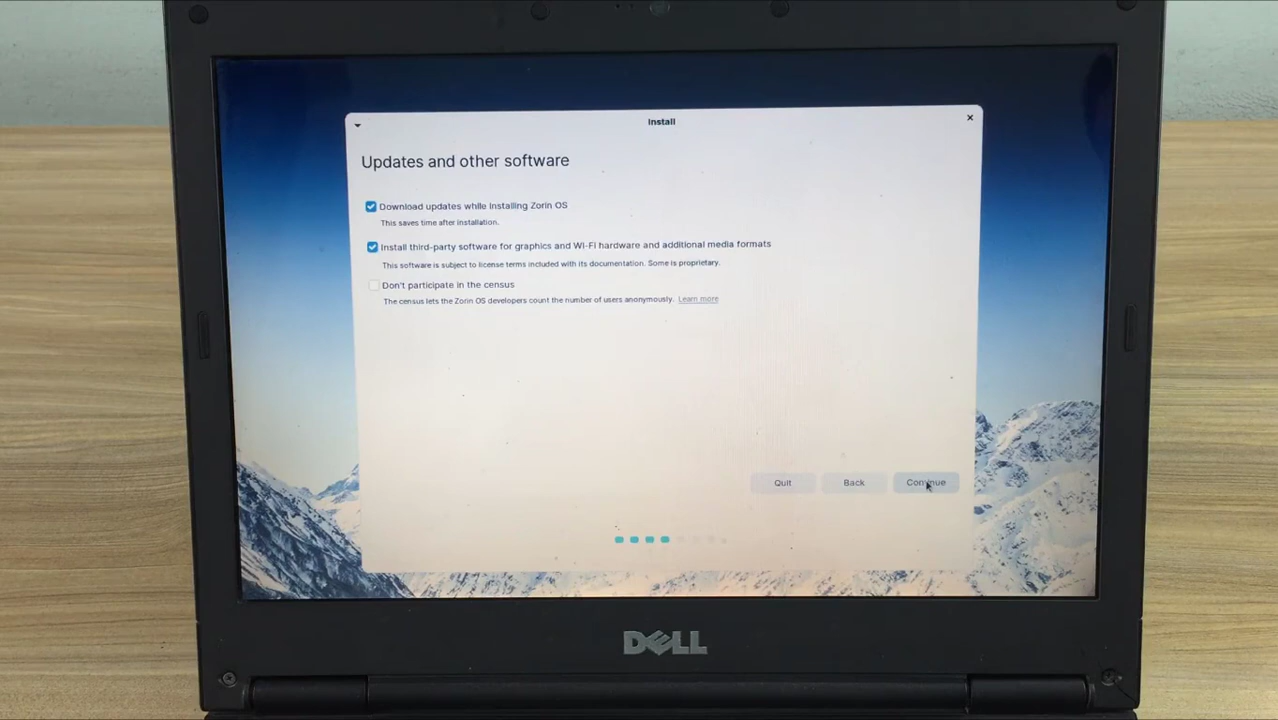 Install
Updates and other software
Download updates while installing Zorin OS
This saves time after installation.
Install third-party software for graphics and Wi-Fi hardware and additional media formats
This software is subject to license terms included with its documentation. Some is proprietary.
Don't participate in the census
The census lets the Zorin OS developers count the number of users anonymously. Learn more
Quit Back Continue
DELL